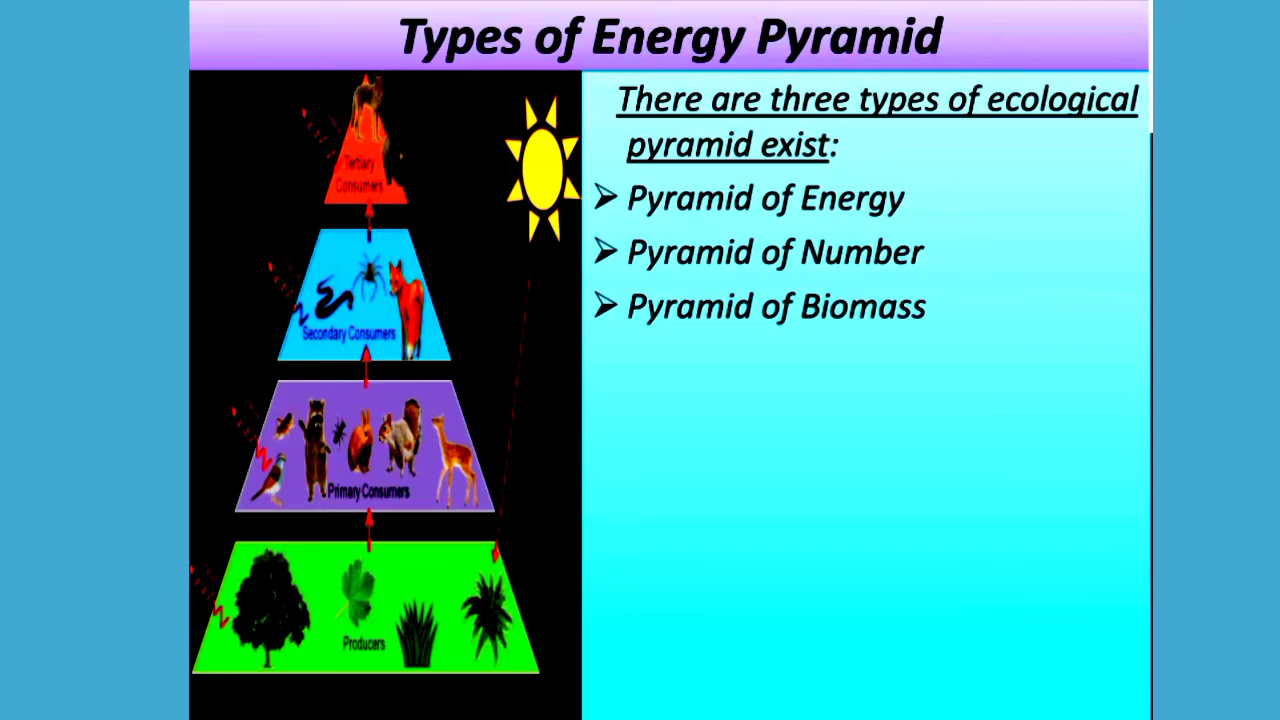 Types of Energy Pyramid
Tertiary
Consumers
Secondary Consumers
Primary Consumers
Producers
There are three types of ecological
pyramid exist:
Pyramid of Energy
Pyramid of Number
Pyramid of Biomass